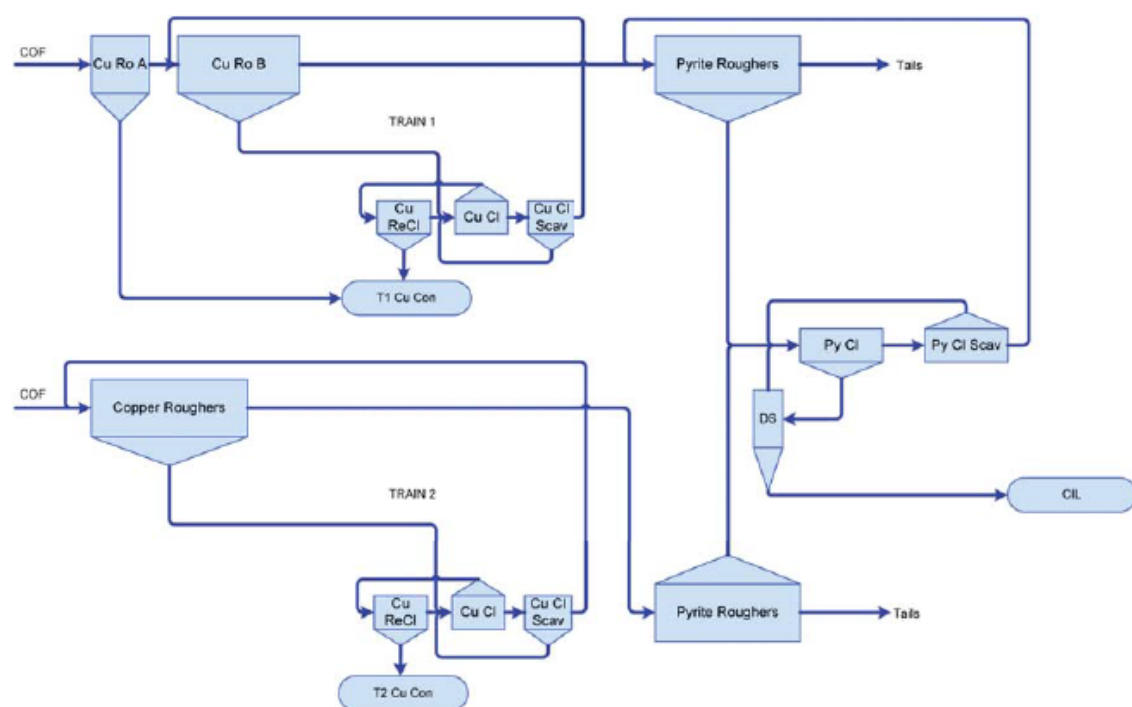 COF
Cu Ro A
Cu Ro B
Pyrite Roughers
Tails
TRAIN 1
Cu
ReCl
Cu Cl
Cu Cl
Scav
T1 Cu Con
Py Cl
Py Cl Scav
COF
Copper Roughers
DS
CIL
TRAIN 2
Cu
ReCl
Cu Cl
Cu Cl
Scav
Pyrite Roughers
Tails
T2 Cu Con